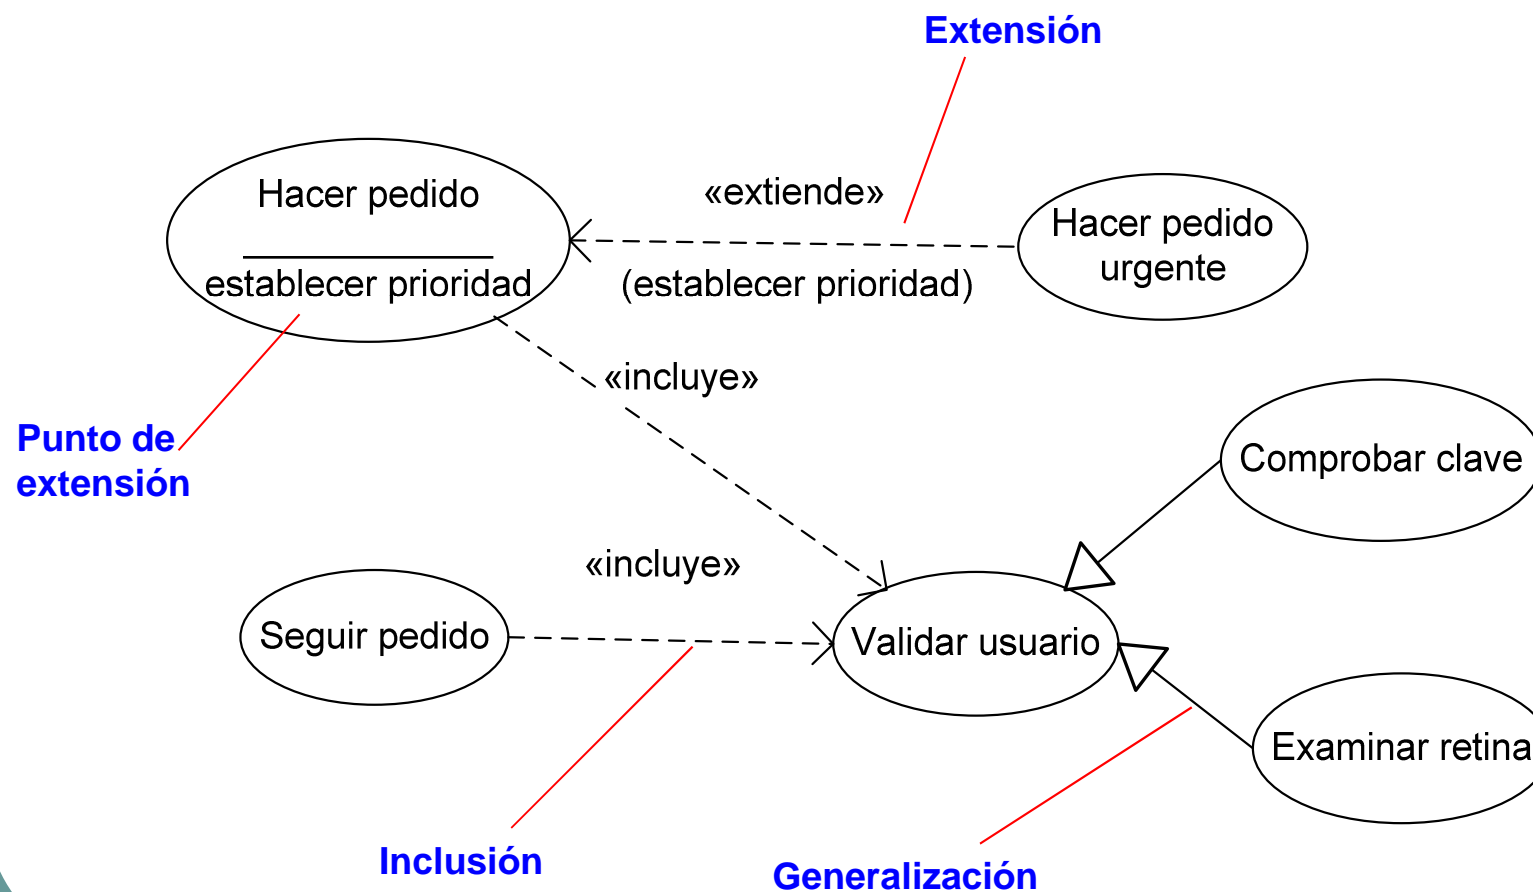 Extensión
Hacer pedido
establecer prioridad
«extiende»
(establecer prioridad)
Hacer pedido
urgente
«incluye»
Punto de
extensión
Comprobar clave
«incluye»
Seguir pedido
Validar usuario
Examinar retina
Inclusión
Generalización